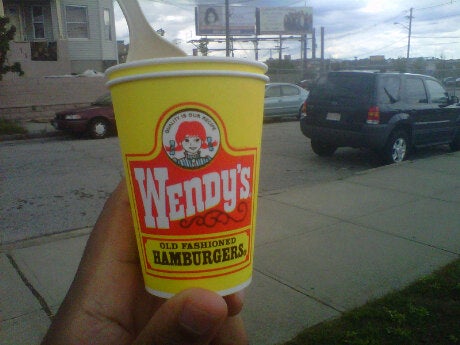 QUALITY IS OUR RECIPE
WENDY'S
OLD FASHIONED
HAMBURGERS.